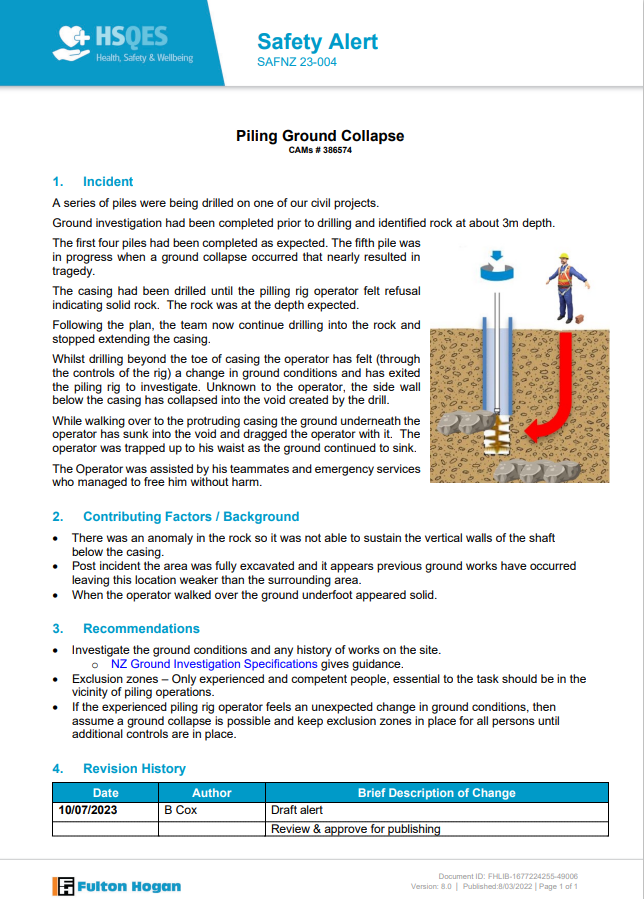 HSQES
Health, Safety & Wellbeing
Safety Alert
SAFNZ 23-004
Piling Ground Collapse
CAMs # 386574
1. Incident
A series of piles were being drilled on one of our civil projects.
Ground investigation had been completed prior to drilling and identified rock at about 3m depth.
The first four piles had been completed as expected. The fifth pile was
in progress when a ground collapse occurred that nearly resulted in
tragedy.
The casing had been drilled until the pilling rig operator felt refusal
indicating solid rock. The rock was at the depth expected.
Following the plan, the team now continue drilling into the rock and
stopped extending the casing.
Whilst drilling beyond the toe of casing the operator has felt (through
the controls of the rig) a change in ground conditions and has exited
the piling rig to investigate. Unknown to the operator, the side wall
below the casing has collapsed into the void created by the drill.
While walking over to the protruding casing the ground underneath the
operator has sunk into the void and dragged the operator with it. The
operator was trapped up to his waist as the ground continued to sink.
The Operator was assisted by his teammates and emergency services
who managed to free him without harm.
2. Contributing Factors / Background
• There was an anomaly in the rock so it was not able to sustain the vertical walls of the shaft
below the casing.
• Post incident the area was fully excavated and it appears previous ground works have occurred
leaving this location weaker than the surrounding area.
• When the operator walked over the ground underfoot appeared solid.
3. Recommendations
• Investigate the ground conditions and any history of works on the site.
o NZ Ground Investigation Specifications gives guidance.
• Exclusion zones – Only experienced and competent people, essential to the task should be in the
vicinity of piling operations.
• If the experienced piling rig operator feels an unexpected change in ground conditions, then
assume a ground collapse is possible and keep exclusion zones in place for all persons until
additional controls are in place.
4. Revision History
Date Author Brief Description of Change
10/07/2023 B Cox Draft alert
Review & approve for publishing
Fulton Hogan
Document ID: FHLIB-1677224255-49006
Version: 8.0 | Published:8/03/2022 | Page 1 of 1